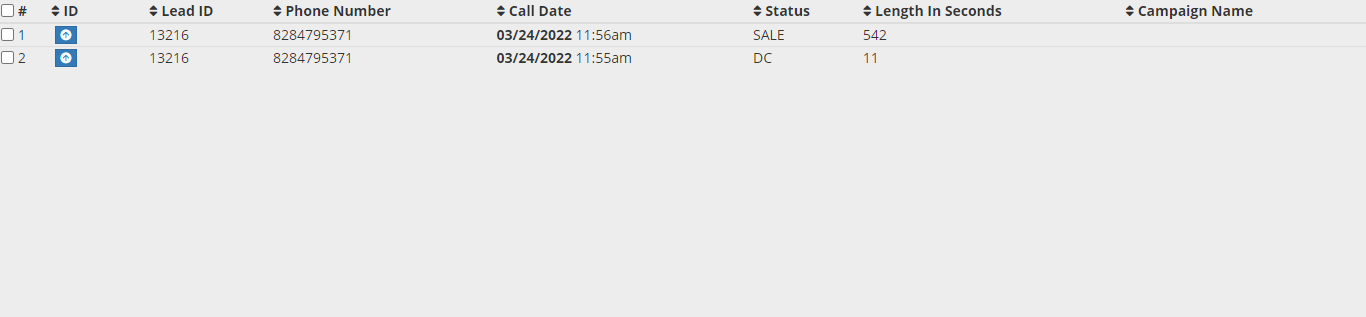 # ID Lead ID Phone Number Call Date Status Length In Seconds Campaign Name
1 13216 8284795371 03/24/2022 11:56am SALE 542
2 13216 8284795371 03/24/2022 11:55am DC 11